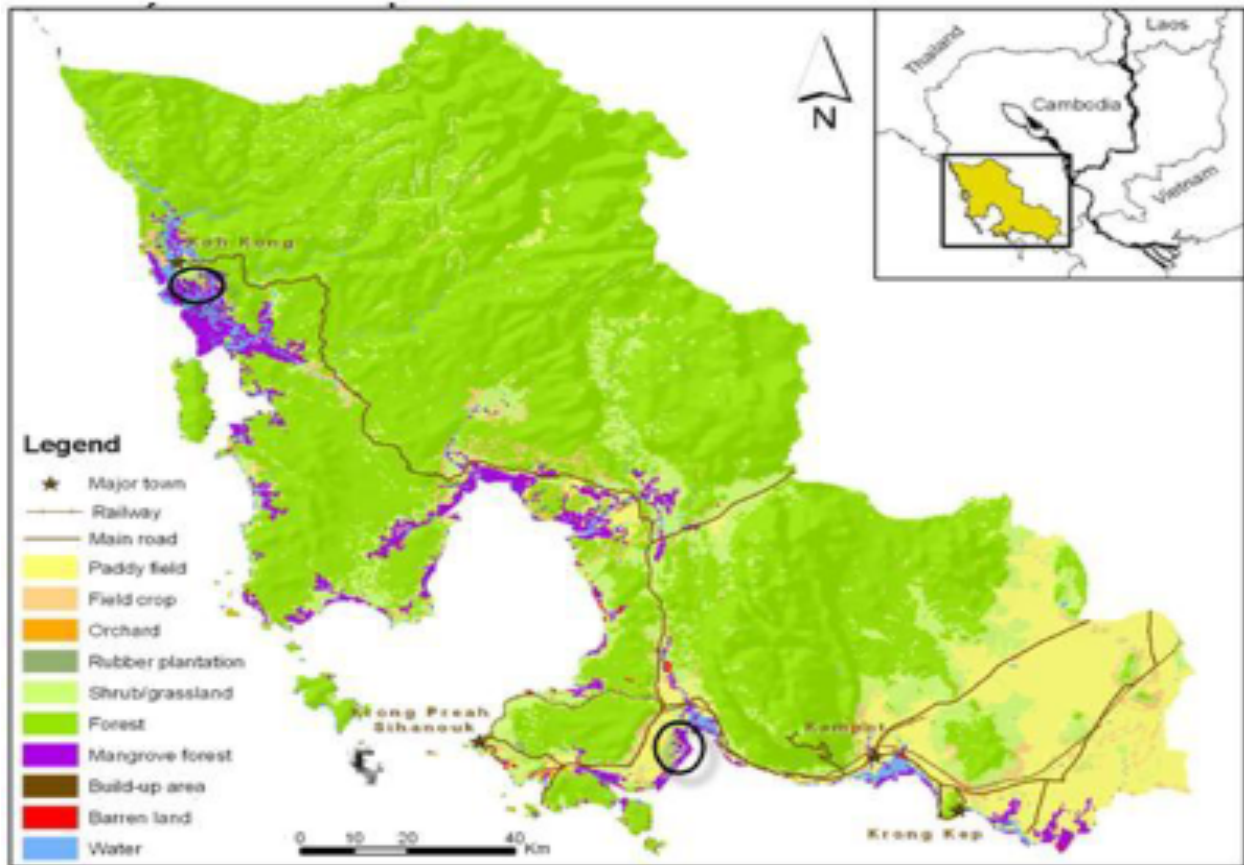 N
Laos
Thailand
Cambodia
Vietnam
Koh Kong
Krong Preah
Sihanouk
Kampot
Krong Kep
Legend
Major town
Railway
Main road
Paddy field
Field crop
Orchard
Rubber plantation
Shrub/grassland
Forest
Mangrove forest
Build-up area
Barren land
Water
0 10 20 40
Km